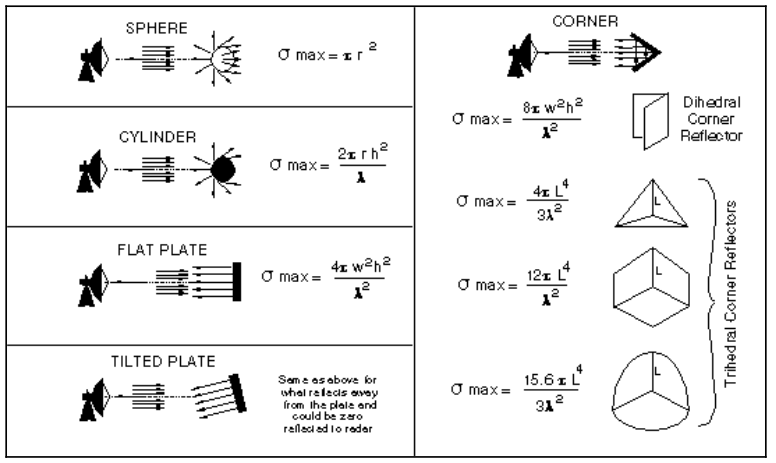 SPHERE
σ max = π r²
CYLINDER
σ max = 2π r h² / λ
FLAT PLATE
σ max = 4π w²h² / λ²
TILTED PLATE
Same as above for
what reflects away
from the plate and
could be zero
reflected to radar
CORNER
σ max = 8π w²h² / λ²
Dihedral
Corner
Reflector
σ max = 4π L⁴ / 3λ²
L
σ max = 12π L⁴ / λ²
L
σ max = 15.6 π L⁴ / 3λ²
L
Trihedral Corner Reflectors